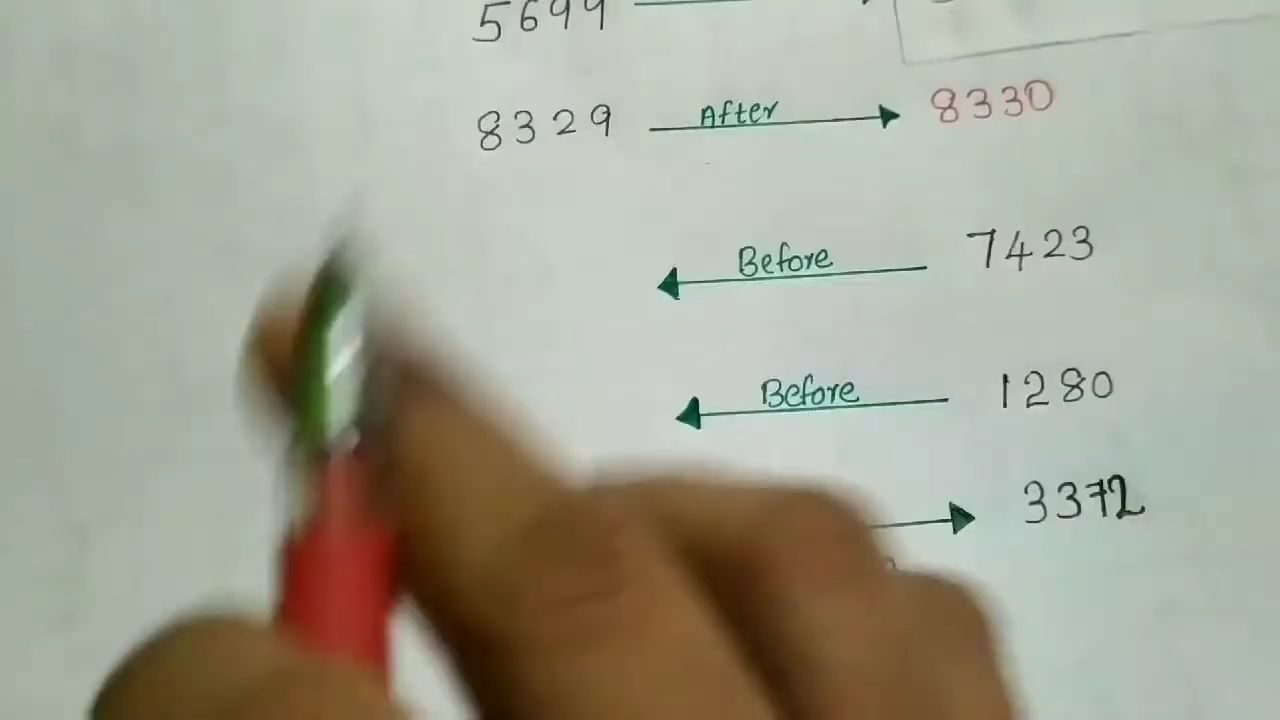 5699
8329 After 8330
Before 7423
Before 1280
3372